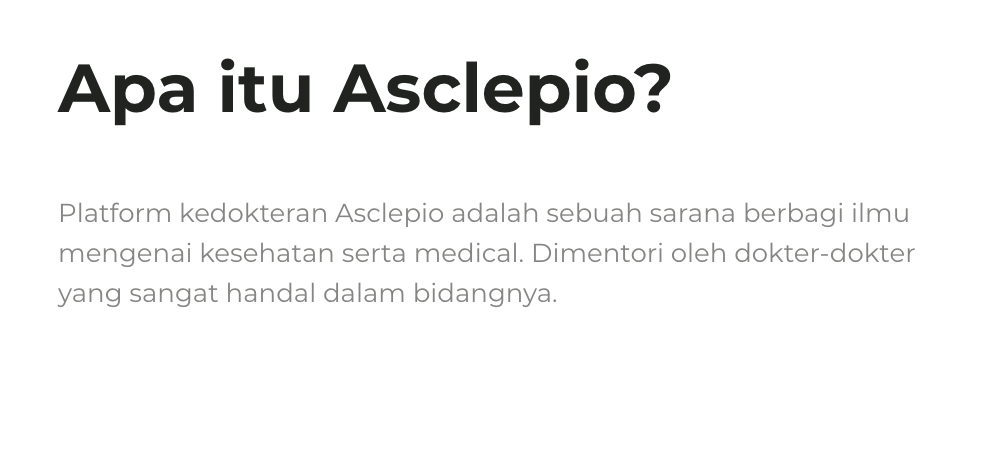 Apa itu Asclepio?
Platform kedokteran Asclepio adalah sebuah sarana berbagi ilmu
mengenai kesehatan serta medical. Dimentori oleh dokter-dokter
yang sangat handal dalam bidangnya.